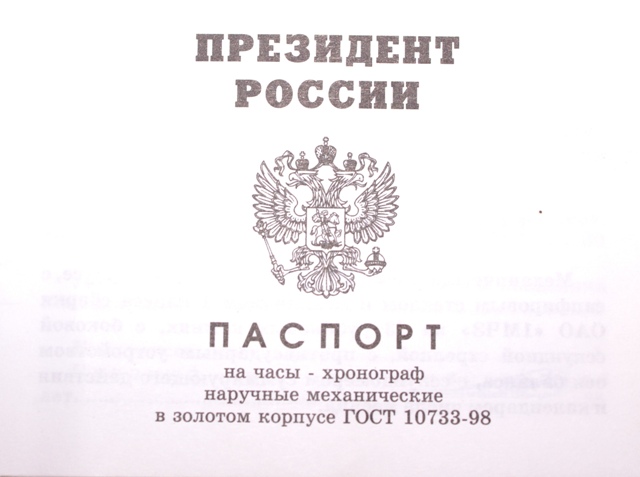 ПРЕЗИДЕНТ
РОССИИ
ПАСПОРТ
на часы - хронограф
наручные механические
в золотом корпусе ГОСТ 10733-98